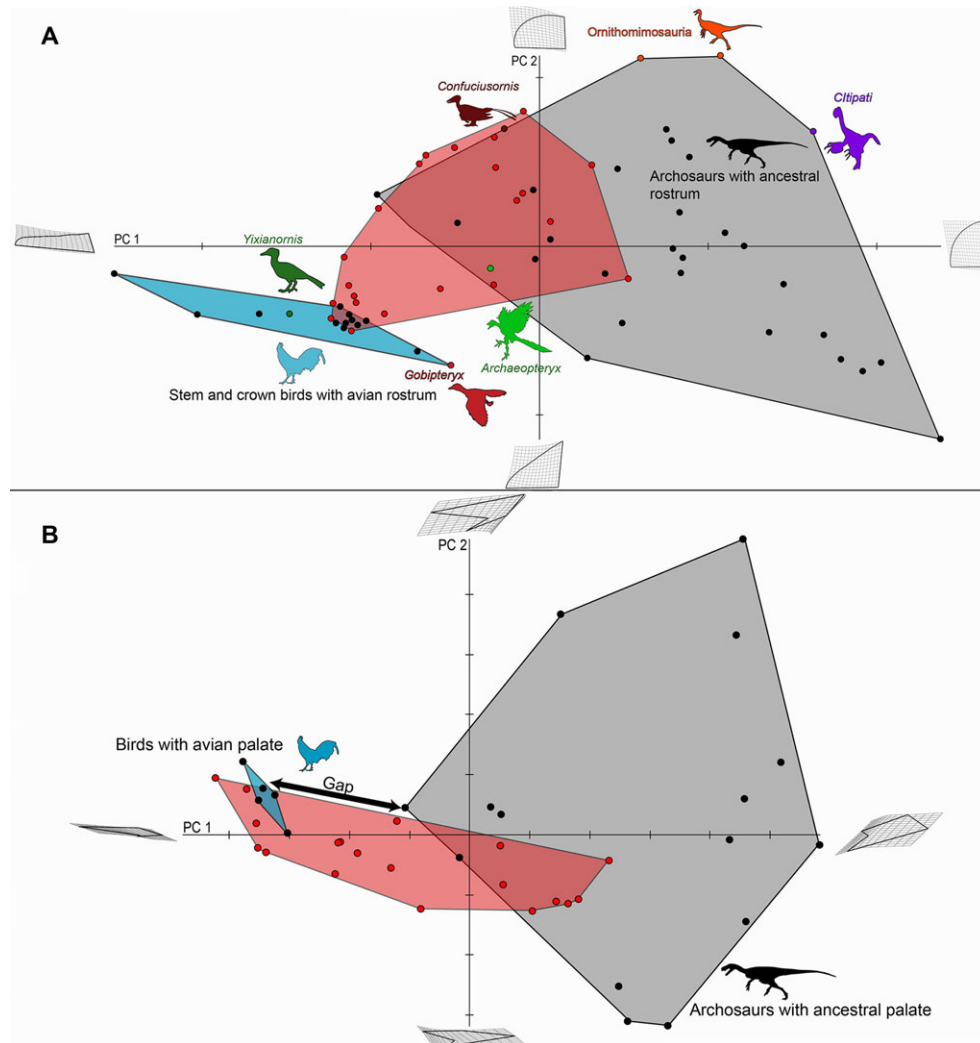 A
Ornithomimosauria
PC 2
Confuciusornis
CItipati
Archosaurs with ancestral
rostrum
PC 1
Yixianornis
Gobipteryx
Archaeopteryx
Stem and crown birds with avian rostrum
B
PC 2
Birds with avian palate
Gap
PC 1
Archosaurs with ancestral palate